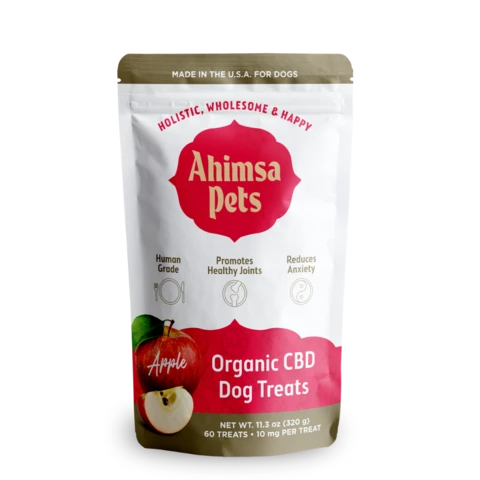 MADE IN THE U.S.A. FOR DOGS
HOLISTIC, WHOLESOME & HAPPY
Ahimsa
Pets
Human
Grade
Promotes
Healthy Joints
Reduces
Anxiety
Apple
Organic CBD
Dog Treats
NET WT. 11.3 oz (320 g)
60 TREATS • 10 mg PER TREAT